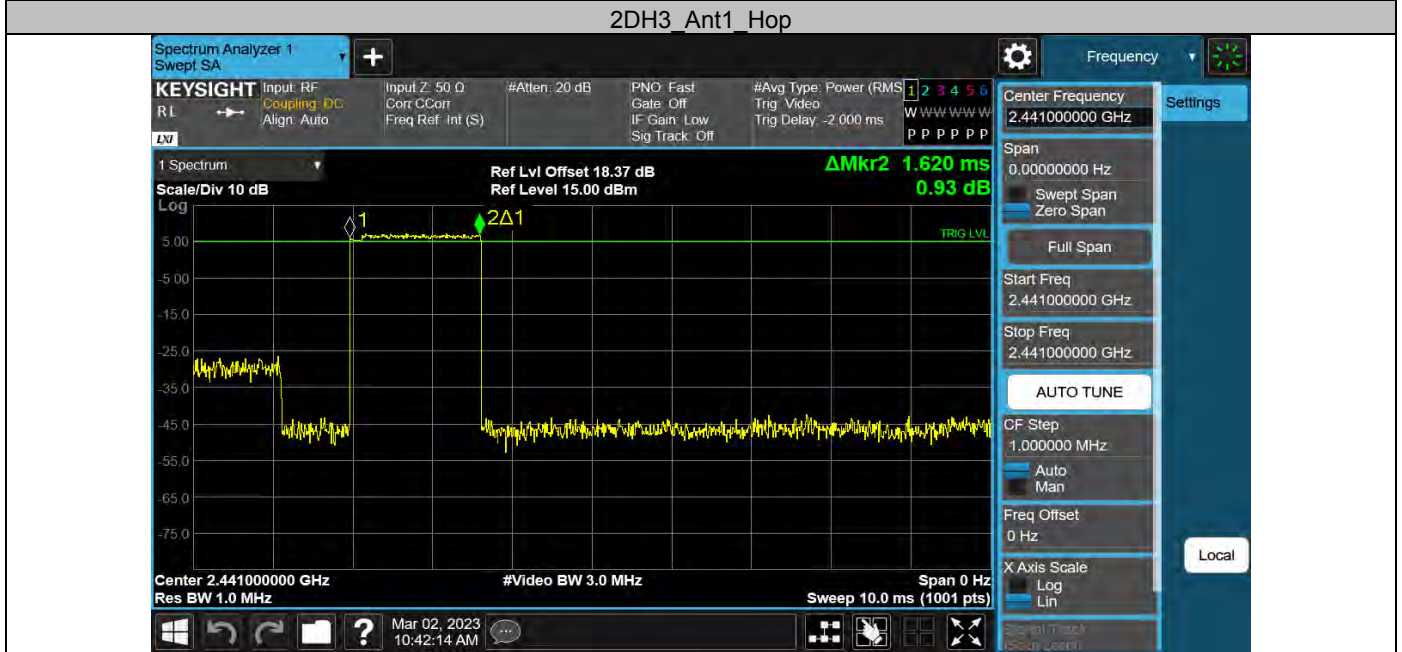 2DH3_Ant1_Hop
Spectrum Analyzer 1
Swept SA
+
Frequency
KEYSIGHT
RL
LXI
Input: RF
Coupling: DC
Align: Auto
Input Z: 50 Ω
Corr CCorr
Freq Ref: Int (S)
#Atten: 20 dB
PNO: Fast
Gate: Off
IF Gain: Low
Sig Track: Off
#Avg Type: Power (RMS
Trig: Video
Trig Delay: -2.000 ms
1 2 3 4 5 6
W W W W W W
P P P P P P
1 Spectrum
Scale/Div 10 dB
Log
Ref Lvl Offset 18.37 dB
Ref Level 15.00 dBm
ΔMkr2 1.620 ms
0.93 dB
1
2Δ1
TRIG LVL
5.00
-5.00
-15.0
-25.0
-35.0
-45.0
-55.0
-65.0
-75.0
Center 2.441000000 GHz
Res BW 1.0 MHz
#Video BW 3.0 MHz
Span 0 Hz
Sweep 10.0 ms (1001 pts)
Center Frequency
2.441000000 GHz
Settings
Span
0.00000000 Hz
Swept Span
Zero Span
Full Span
Start Freq
2.441000000 GHz
Stop Freq
2.441000000 GHz
AUTO TUNE
CF Step
1.000000 MHz
Auto
Man
Freq Offset
0 Hz
X Axis Scale
Log
Lin
Local
?
Mar 02, 2023
10:42:14 AM